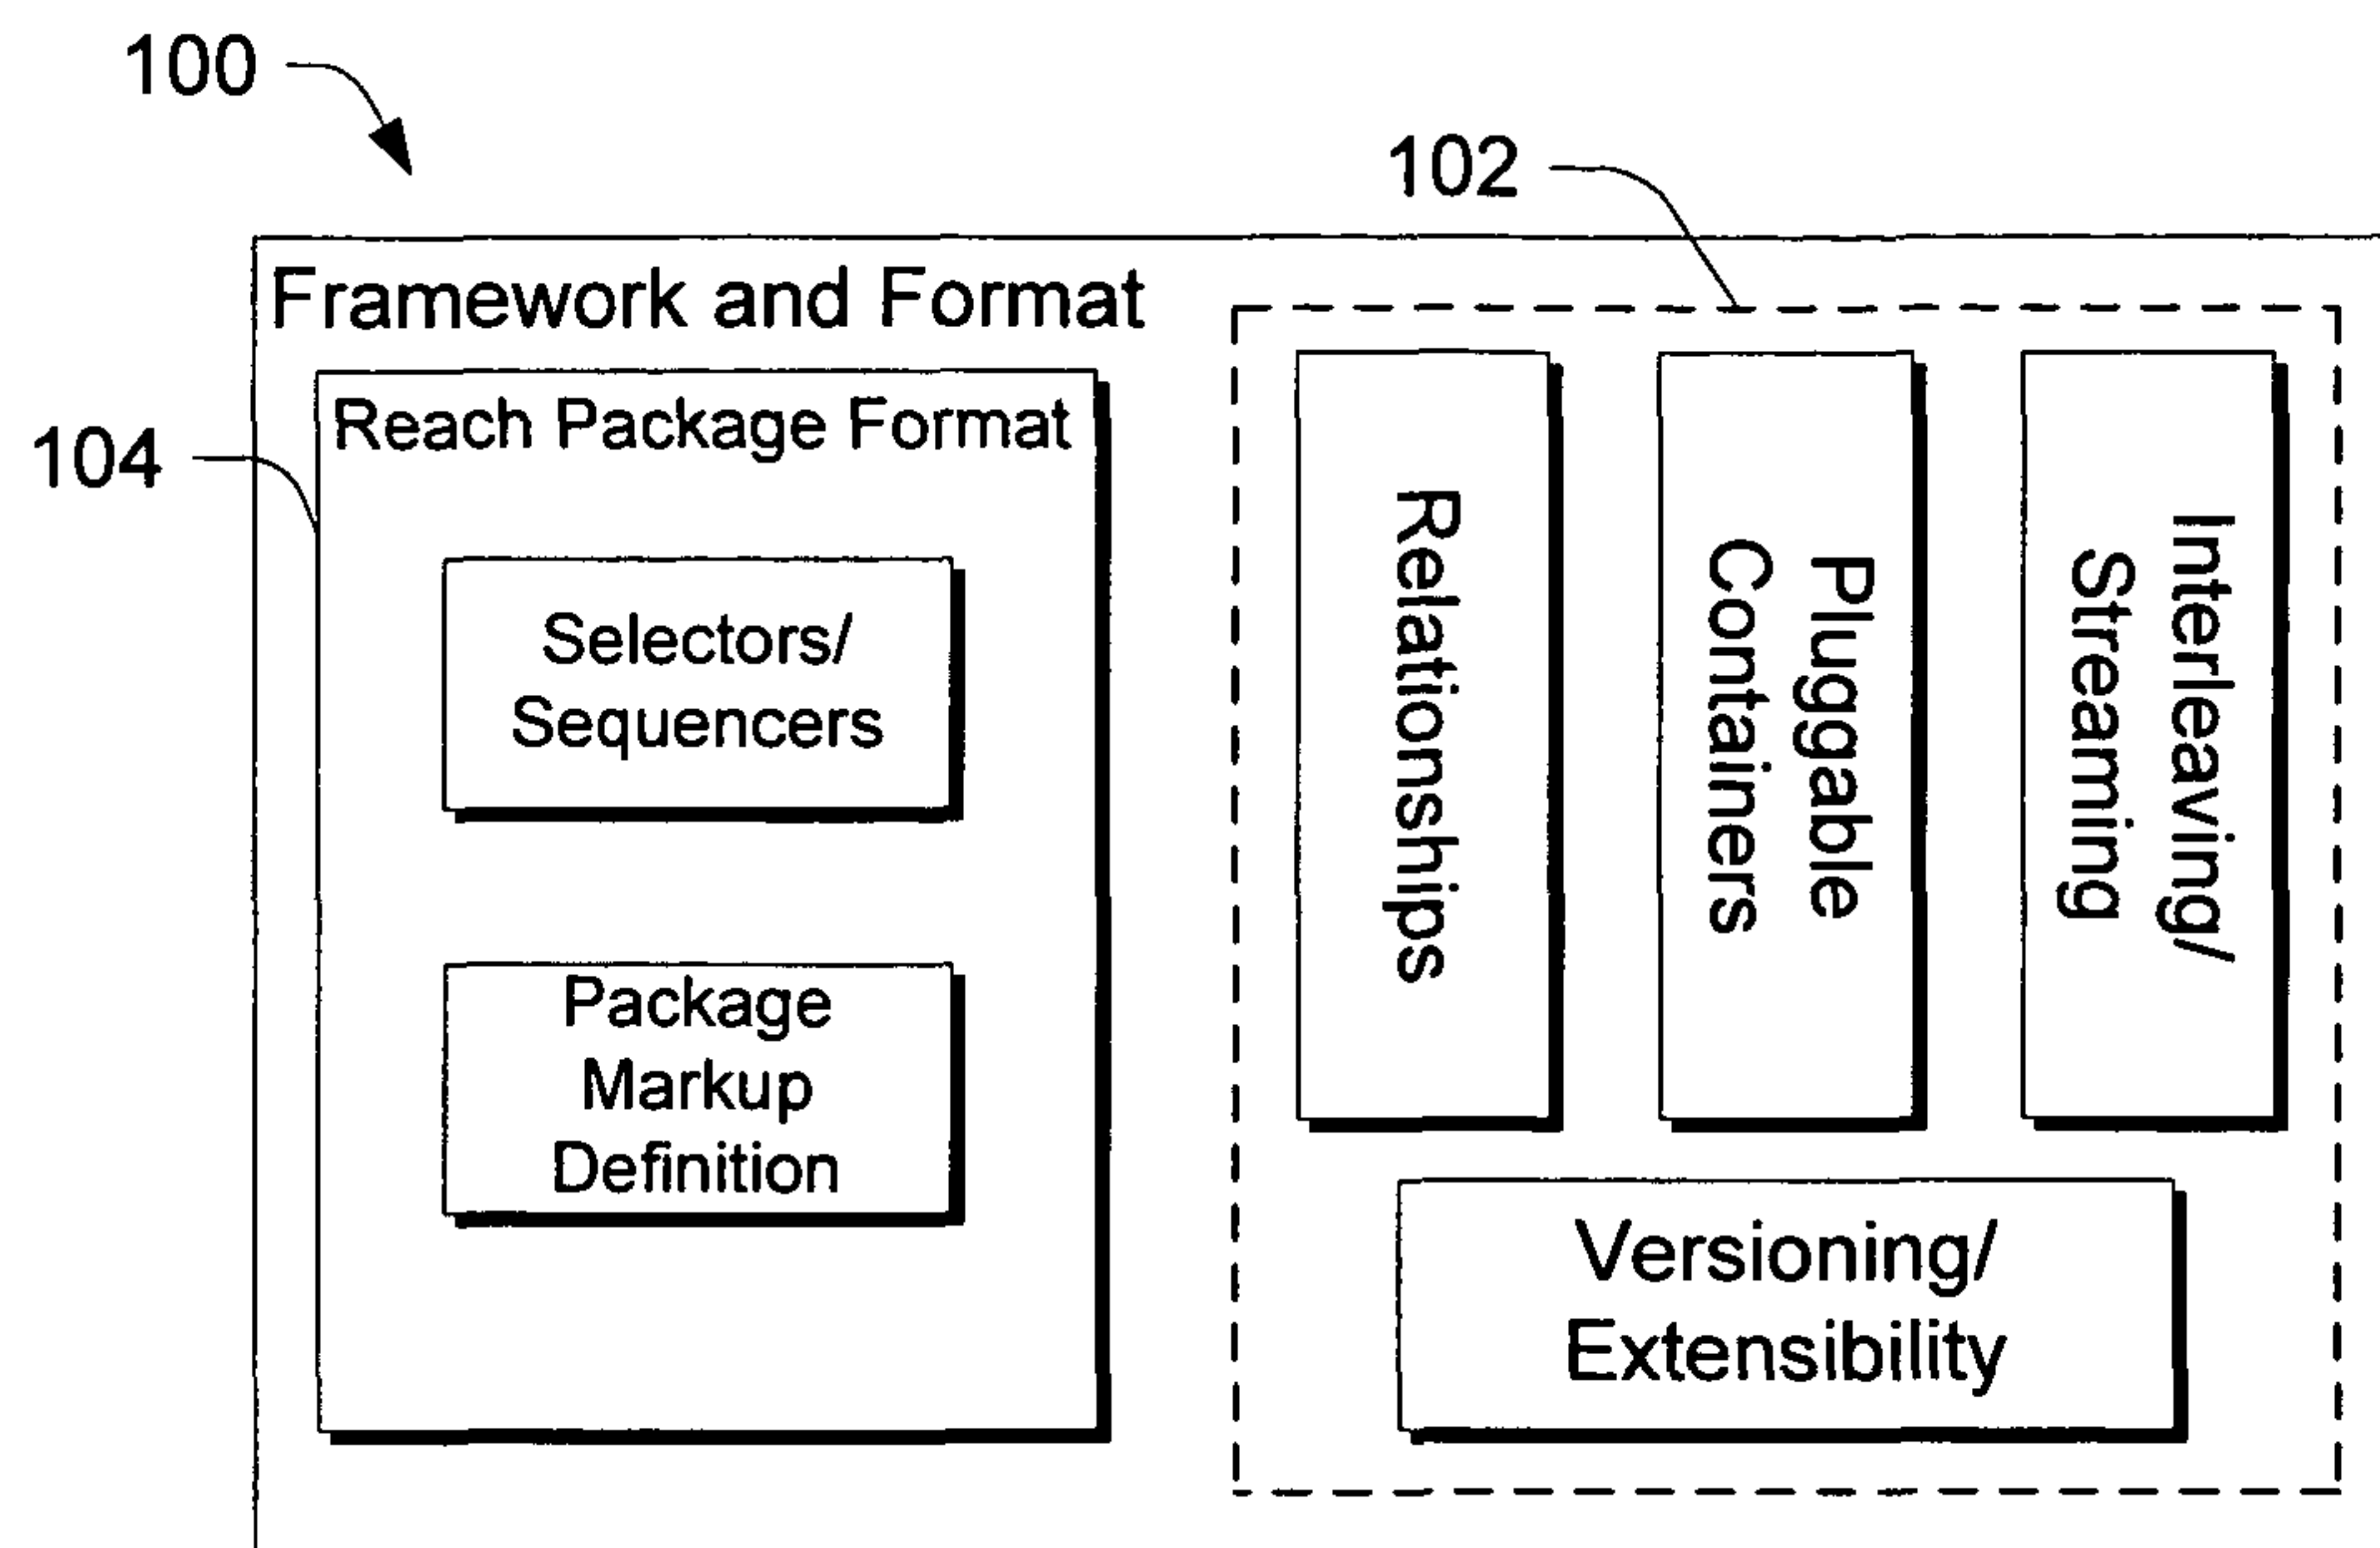 100
102
Framework and Format
104
Reach Package Format
Selectors/
Sequencers
Package
Markup
Definition
Relationships
Pluggable
Containers
Interleaving/
Streaming
Versioning/
Extensibility